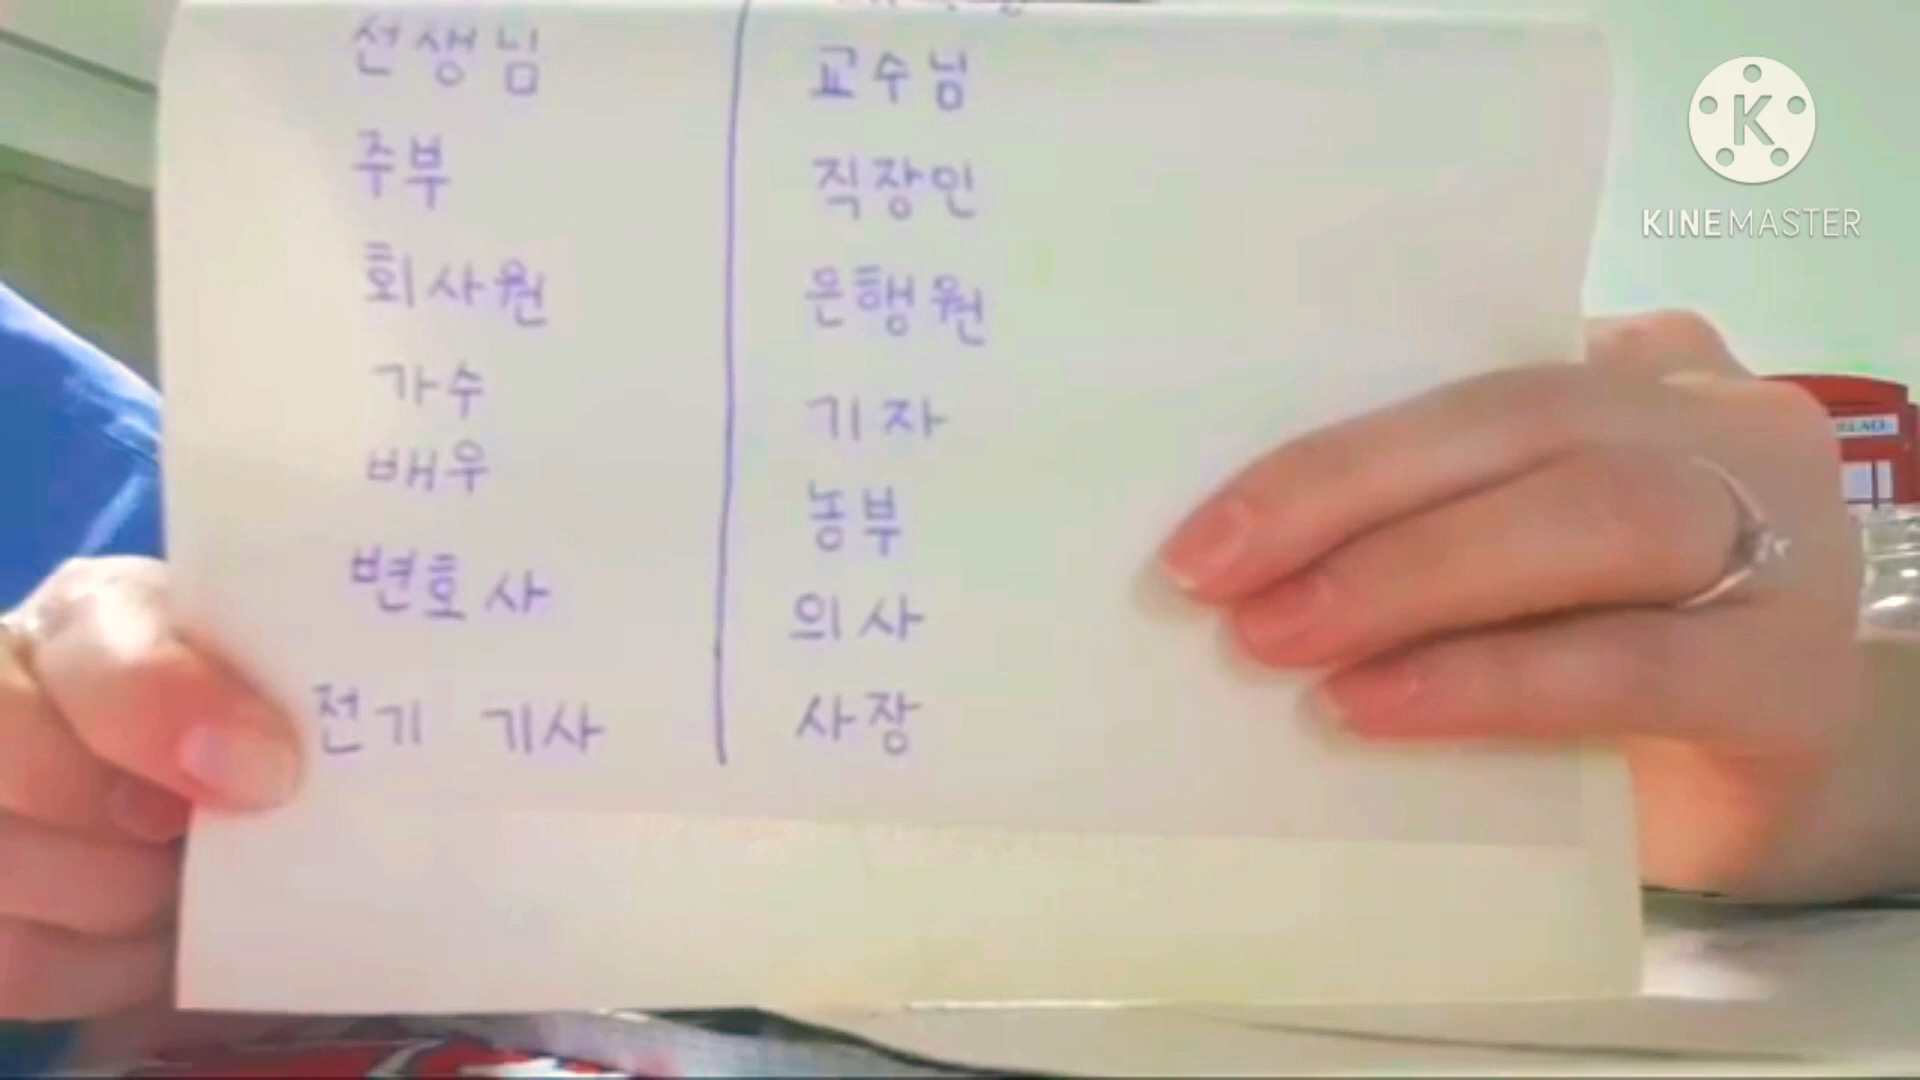 선생님
주부
회사원
가수
배우
변호사
전기 기사
교수님
직장인
은행원
기자
농부
의사
사장
KINEMASTER